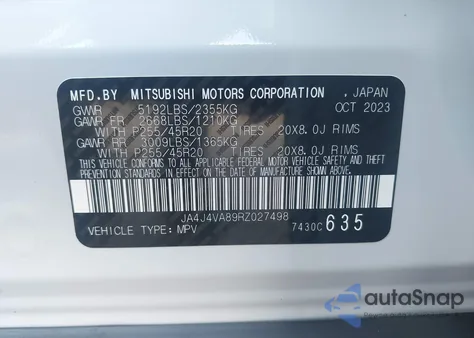 MFD.BY MITSUBISHI MOTORS CORPORATION , JAPAN
GVWR 5192LBS/2355KG OCT 2023
GAWR FR 2668LBS/1210KG
WITH P255/45R20 TIRES 20X8.0J RIMS
GAWR RR 3009LBS/1365KG
WITH P255/45R20 TIRES 20X8.0J RIMS
THIS VEHICLE CONFORMS TO ALL APPLICABLE FEDERAL MOTOR VEHICLE SAFETY, BUMPER AND THEFT PREVENTION STANDARDS IN EFFECT ON THE DATE OF MANUFACTURE SHOWN ABOVE.
JA4J4VA89RZ027498
VEHICLE TYPE: MPV 7430C 635
autoSnap